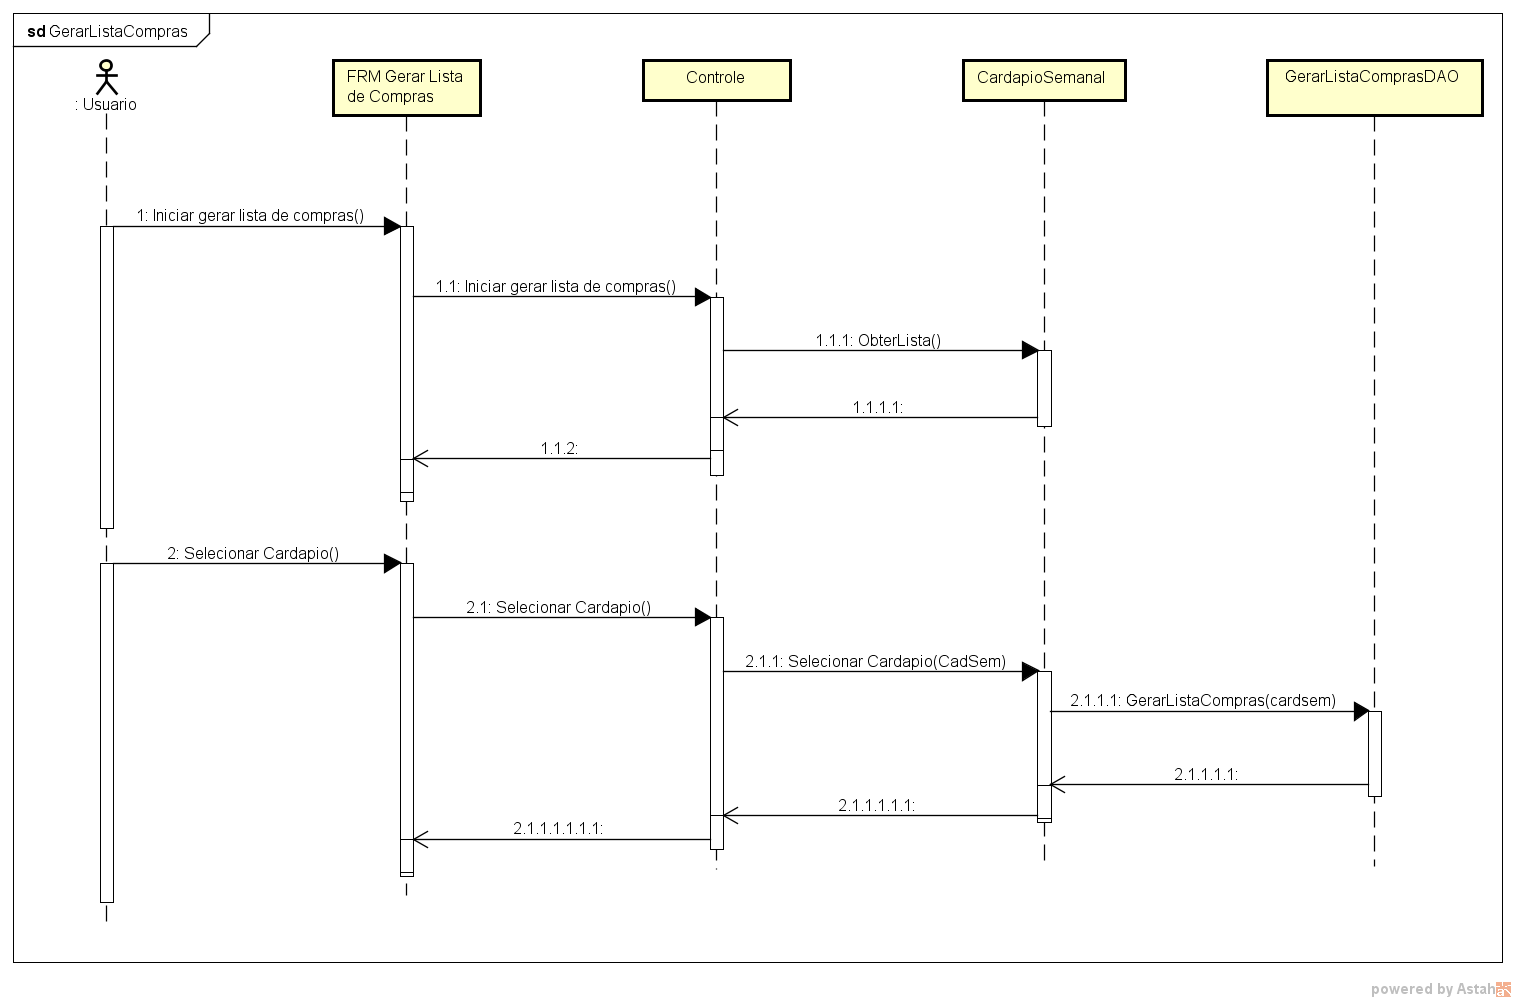 sd GerarListaCompras
: Usuario
FRM Gerar Lista
de Compras
Controle
CardapioSemanal
GerarListaComprasDAO
1: Iniciar gerar lista de compras()
1.1: Iniciar gerar lista de compras()
1.1.1: ObterLista()
1.1.1.1:
1.1.2:
2: Selecionar Cardapio()
2.1: Selecionar Cardapio()
2.1.1: Selecionar Cardapio(CadSem)
2.1.1.1: GerarListaCompras(cardsem)
2.1.1.1.1:
2.1.1.1.1.1:
2.1.1.1.1.1.1:
powered by Astah